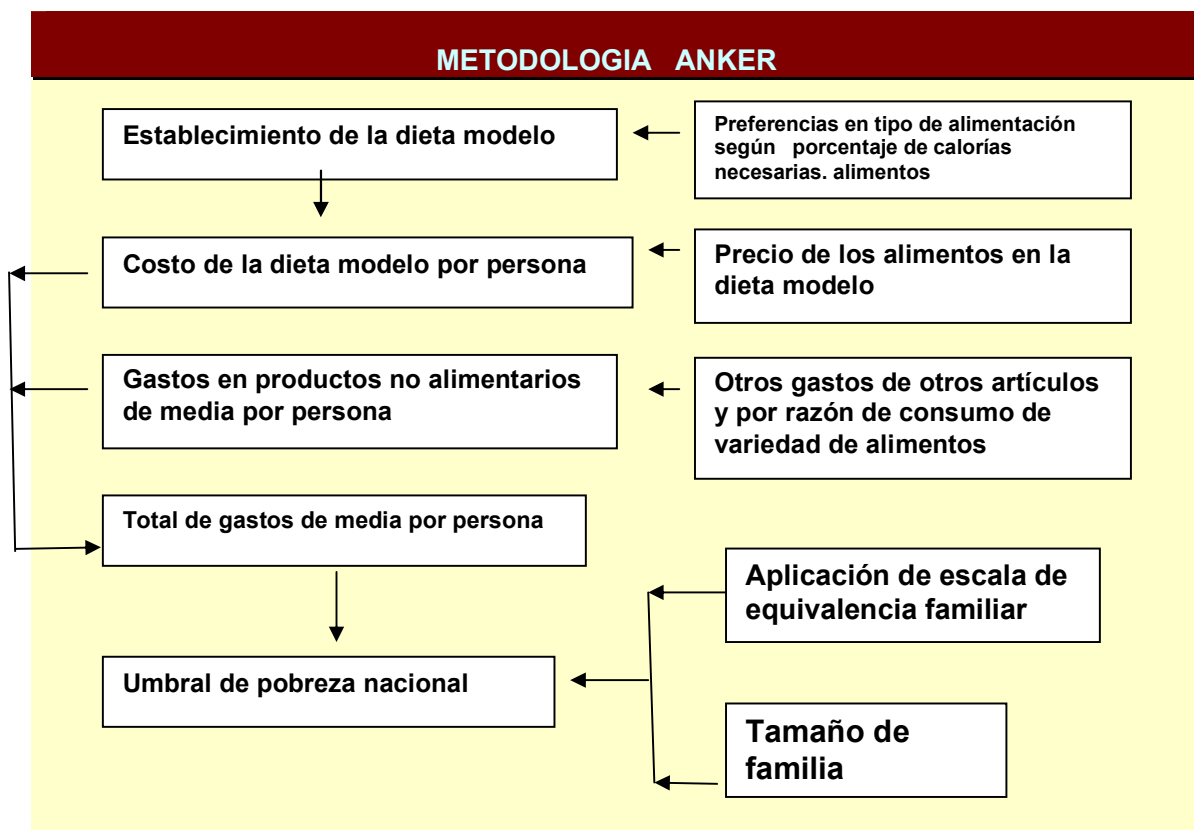 METODOLOGIA ANKER
Establecimiento de la dieta modelo
Preferencias en tipo de alimentación
según porcentaje de calorías
necesarias. alimentos
Costo de la dieta modelo por persona
Precio de los alimentos en la
dieta modelo
Gastos en productos no alimentarios
de media por persona
Otros gastos de otros artículos
y por razón de consumo de
variedad de alimentos
Total de gastos de media por persona
Aplicación de escala de
equivalencia familiar
Umbral de pobreza nacional
Tamaño de
familia